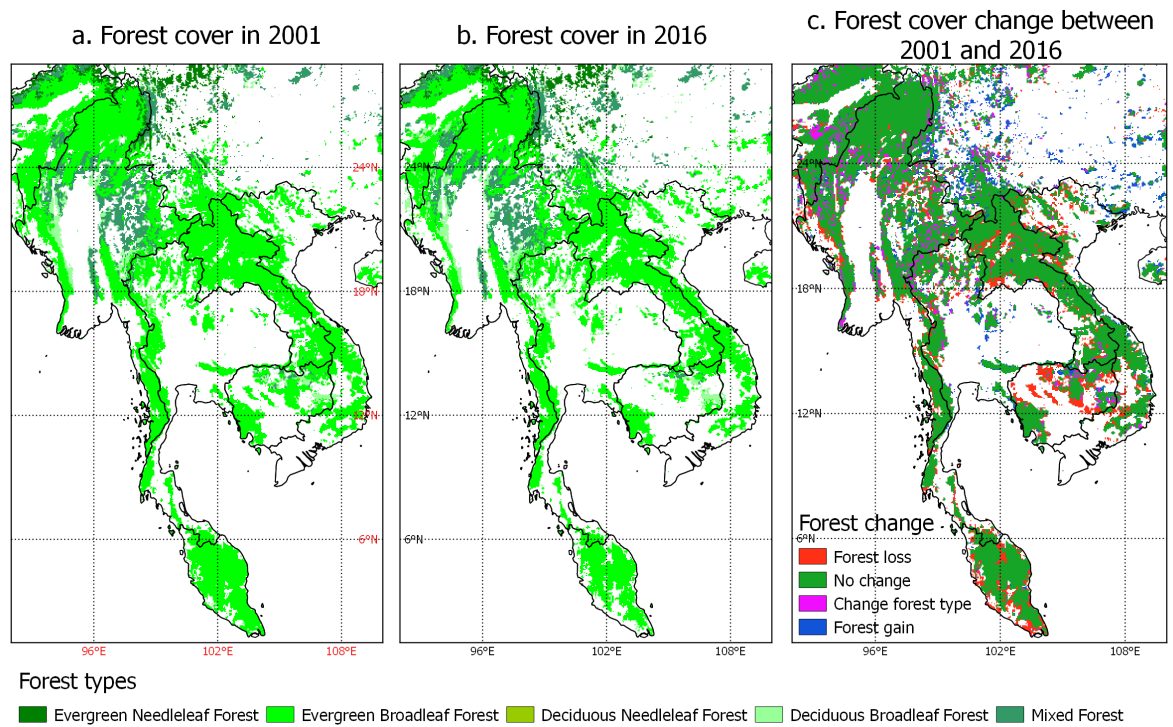 a. Forest cover in 2001
b. Forest cover in 2016
c. Forest cover change between
2001 and 2016
24°N
24°N
24°N
18°N
18°N
18°N
12°N
12°N
12°N
6°N
6°N
6°N
Forest change
Forest loss
No change
Change forest type
Forest gain
96°E 102°E 108°E
96°E 102°E 108°E
96°E 102°E 108°E
Forest types
Evergreen Needleleaf Forest Evergreen Broadleaf Forest Deciduous Needleleaf Forest Deciduous Broadleaf Forest Mixed Forest